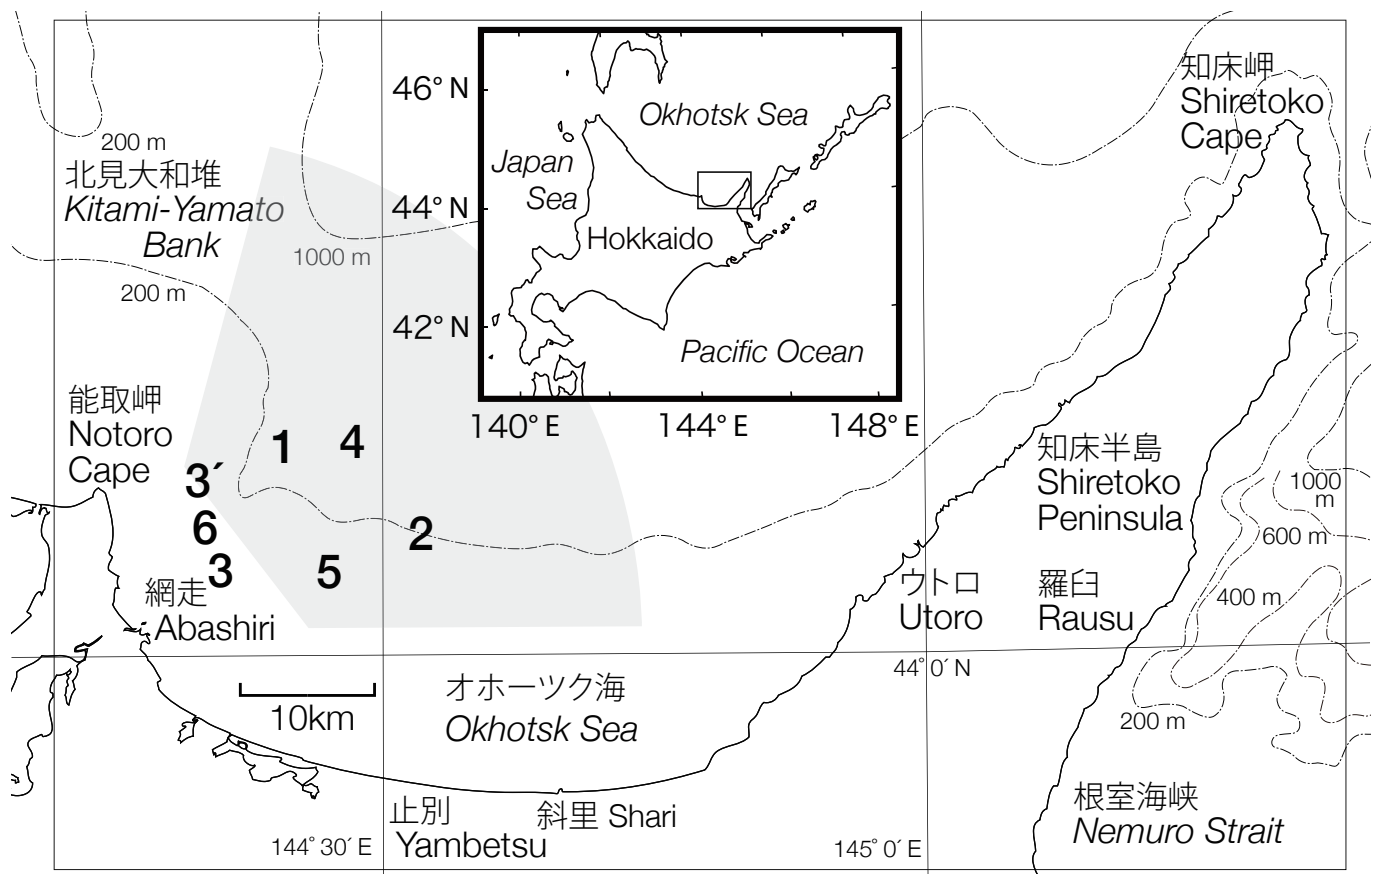 200 m
北見大和堆
Kitami-Yamato
Bank
200 m
1000 m
46° N
44° N
42° N
Okhotsk Sea
Japan
Sea
Hokkaido
Pacific Ocean
140° E
144° E
148° E
知床岬
Shiretoko
Cape
能取岬
Notoro
Cape
1
4
3´
6
2
3
5
網走
Abashiri
知床半島
Shiretoko
Peninsula
1000
m
600 m
400 m
200 m
ウトロ
Utoro
羅臼
Rausu
44° 0´ N
10km
オホーツク海
Okhotsk Sea
止別
Yambetsu
斜里 Shari
144° 30´ E
145° 0´ E
根室海峡
Nemuro Strait